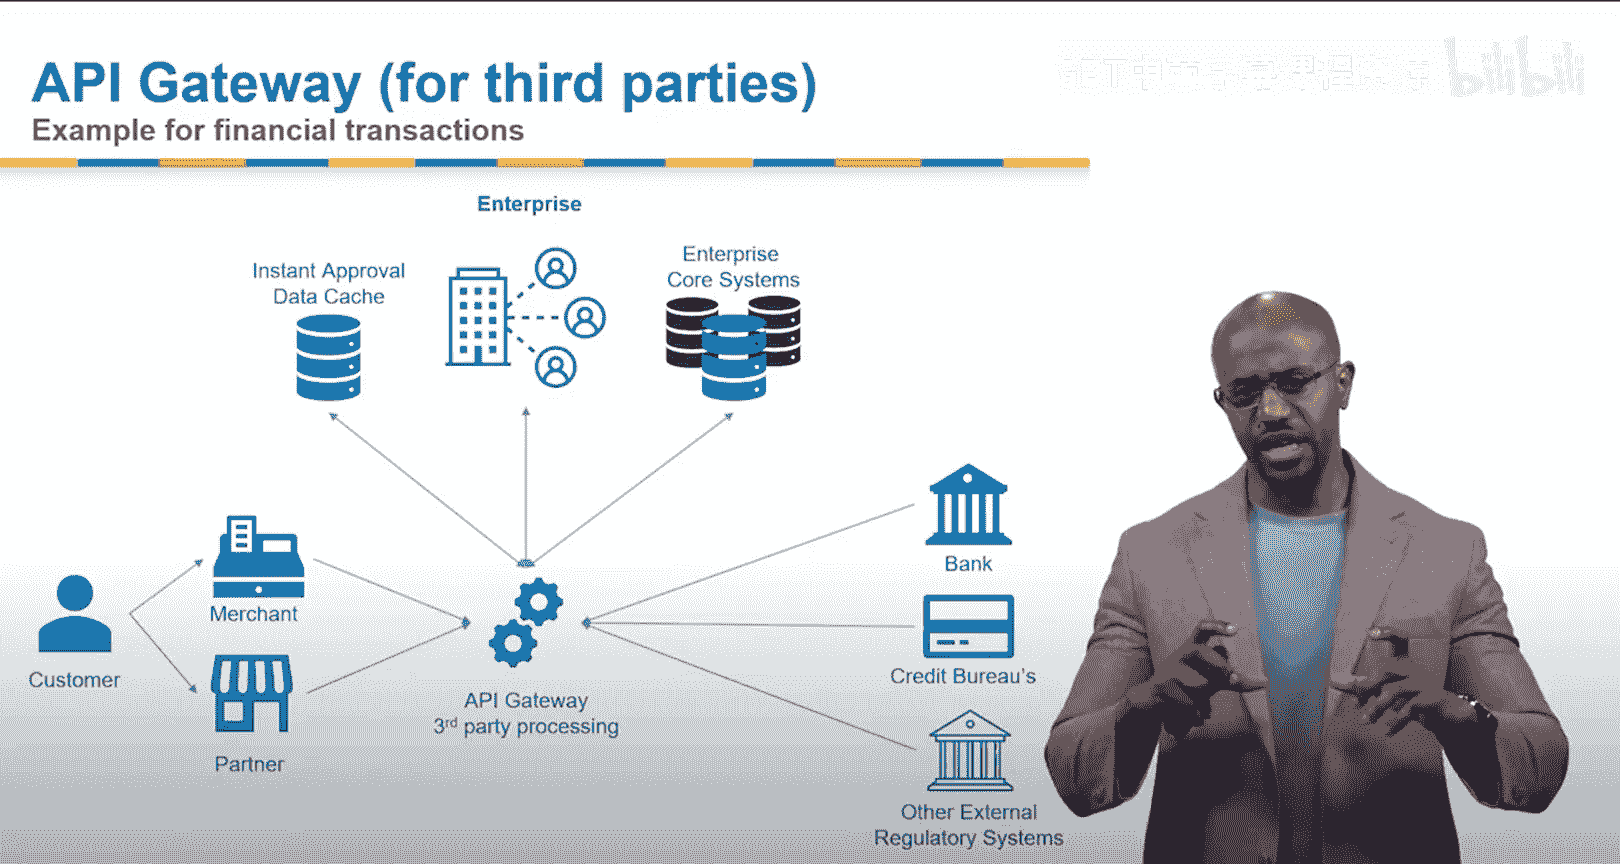 API Gateway (for third parties)
Example for financial transactions
bilibili
Enterprise
Instant Approval
Data Cache
Enterprise
Core Systems
Customer
Merchant
Partner
API Gateway
3rd party processing
Bank
Credit Bureau's
Other External
Regulatory Systems